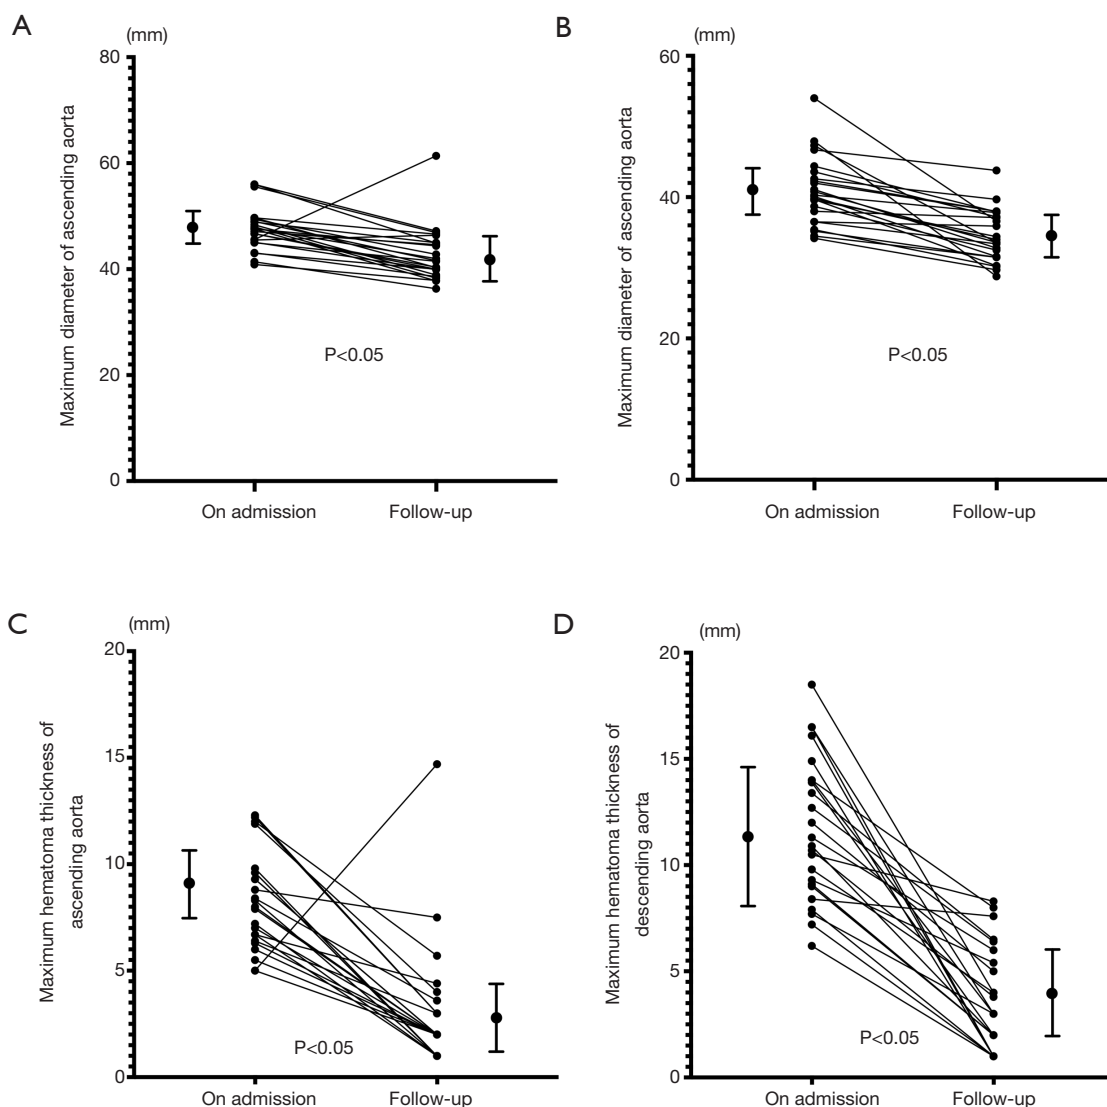 A
(mm)
80
60
40
20
0
Maximum diameter of ascending aorta
P<0.05
On admission
Follow-up
B
(mm)
60
40
20
0
Maximum diameter of ascending aorta
P<0.05
On admission
Follow-up
C
(mm)
20
15
10
5
0
Maximum hematoma thickness of
ascending aorta
P<0.05
On admission
Follow-up
D
(mm)
20
15
10
5
0
Maximum hematoma thickness of
descending aorta
P<0.05
On admission
Follow-up